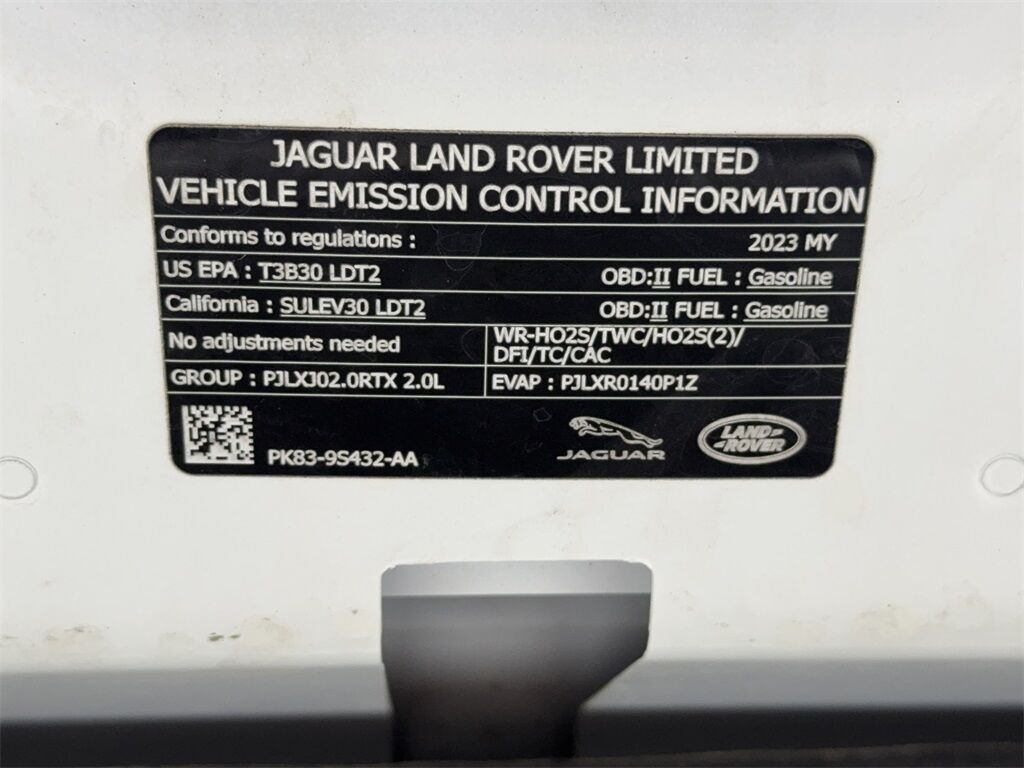 JAGUAR LAND ROVER LIMITED
VEHICLE EMISSION CONTROL INFORMATION
Conforms to regulations : 2023 MY
US EPA : T3B30 LDT2 OBD:II FUEL : Gasoline
California : SULEV30 LDT2 OBD:II FUEL : Gasoline
No adjustments needed
WR-HO2S/TWC/HO2S(2)/
DFI/TC/CAC
GROUP : PJLXJ02.0RTX 2.0L EVAP : PJLXR0140P1Z
PK83-9S432-AA
JAGUAR
LAND-
-ROVER